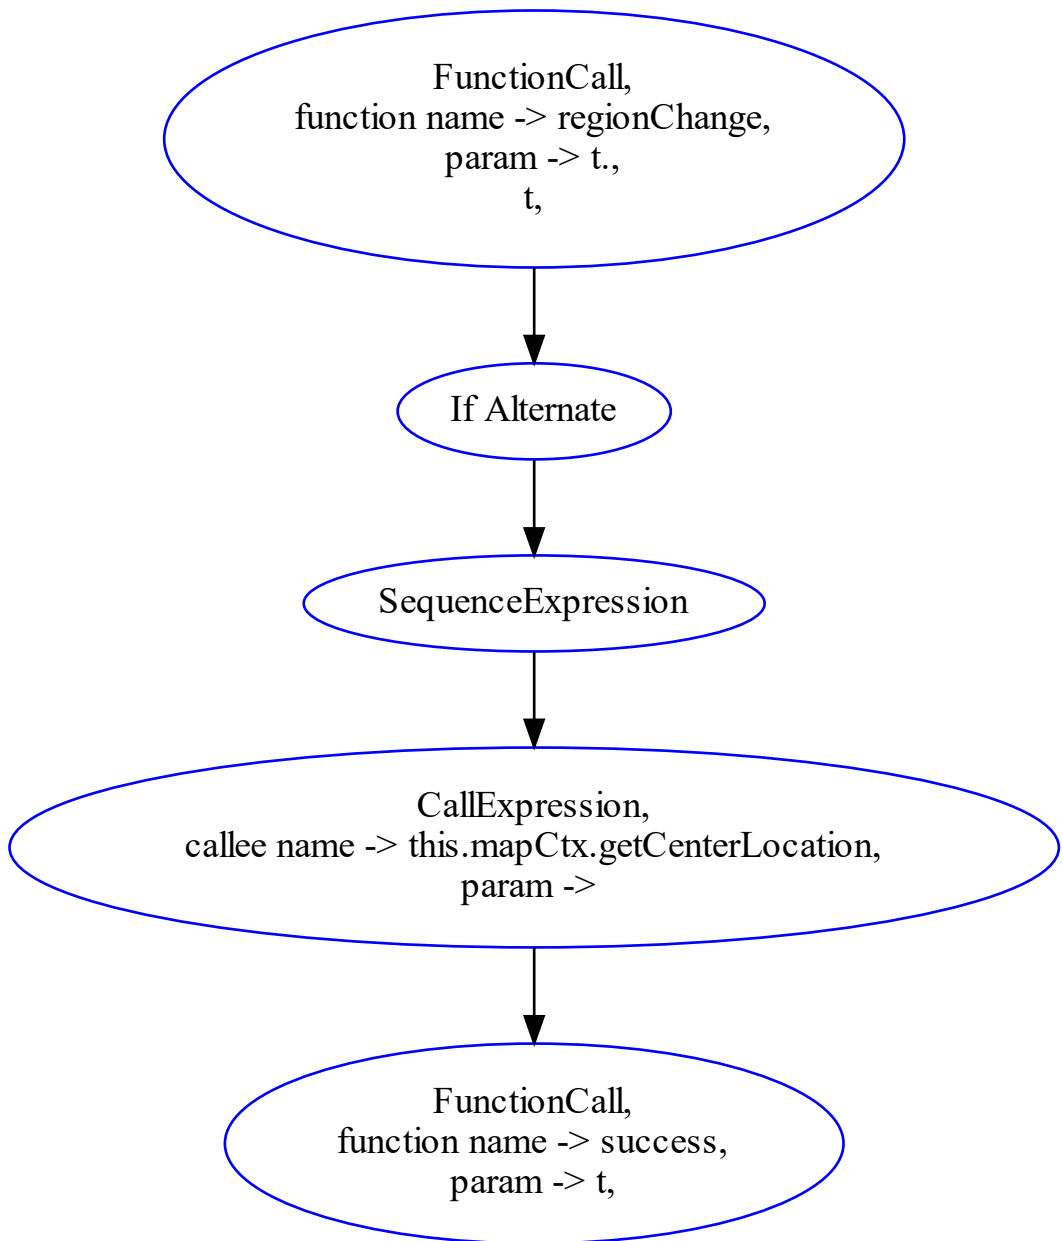 FunctionCall,
function name -> regionChange,
param -> t.,
t,
If Alternate
SequenceExpression
CallExpression,
callee name -> this.mapCtx.getCenterLocation,
param ->
FunctionCall,
function name -> success,
param -> t,